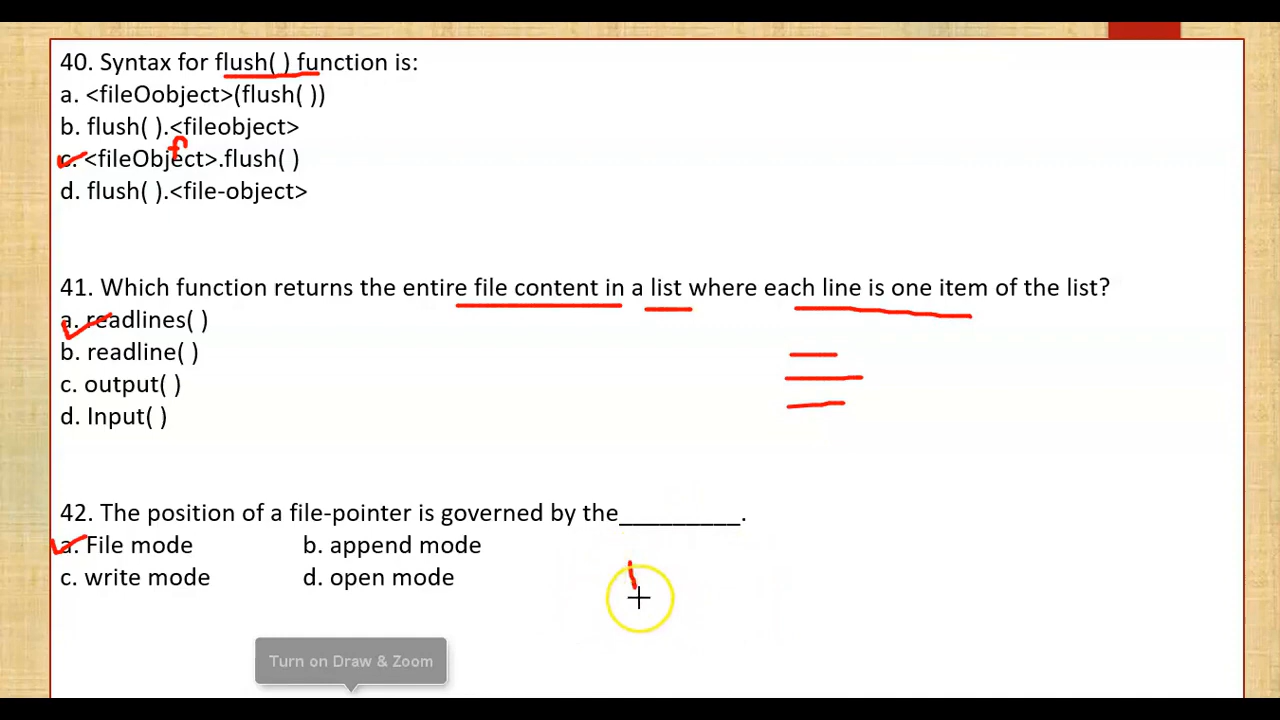 40. Syntax for flush( ) function is:
a. <fileOobject>(flush( ))
b. flush( ).<fileobject>
f
c. <fileObject>.flush( )
d. flush( ).<file-object>
41. Which function returns the entire file content in a list where each line is one item of the list?
a. readlines( )
b. readline( )
c. output( )
d. Input( )
42. The position of a file-pointer is governed by the_________.
a. File mode b. append mode
c. write mode d. open mode
Turn on Draw & Zoom